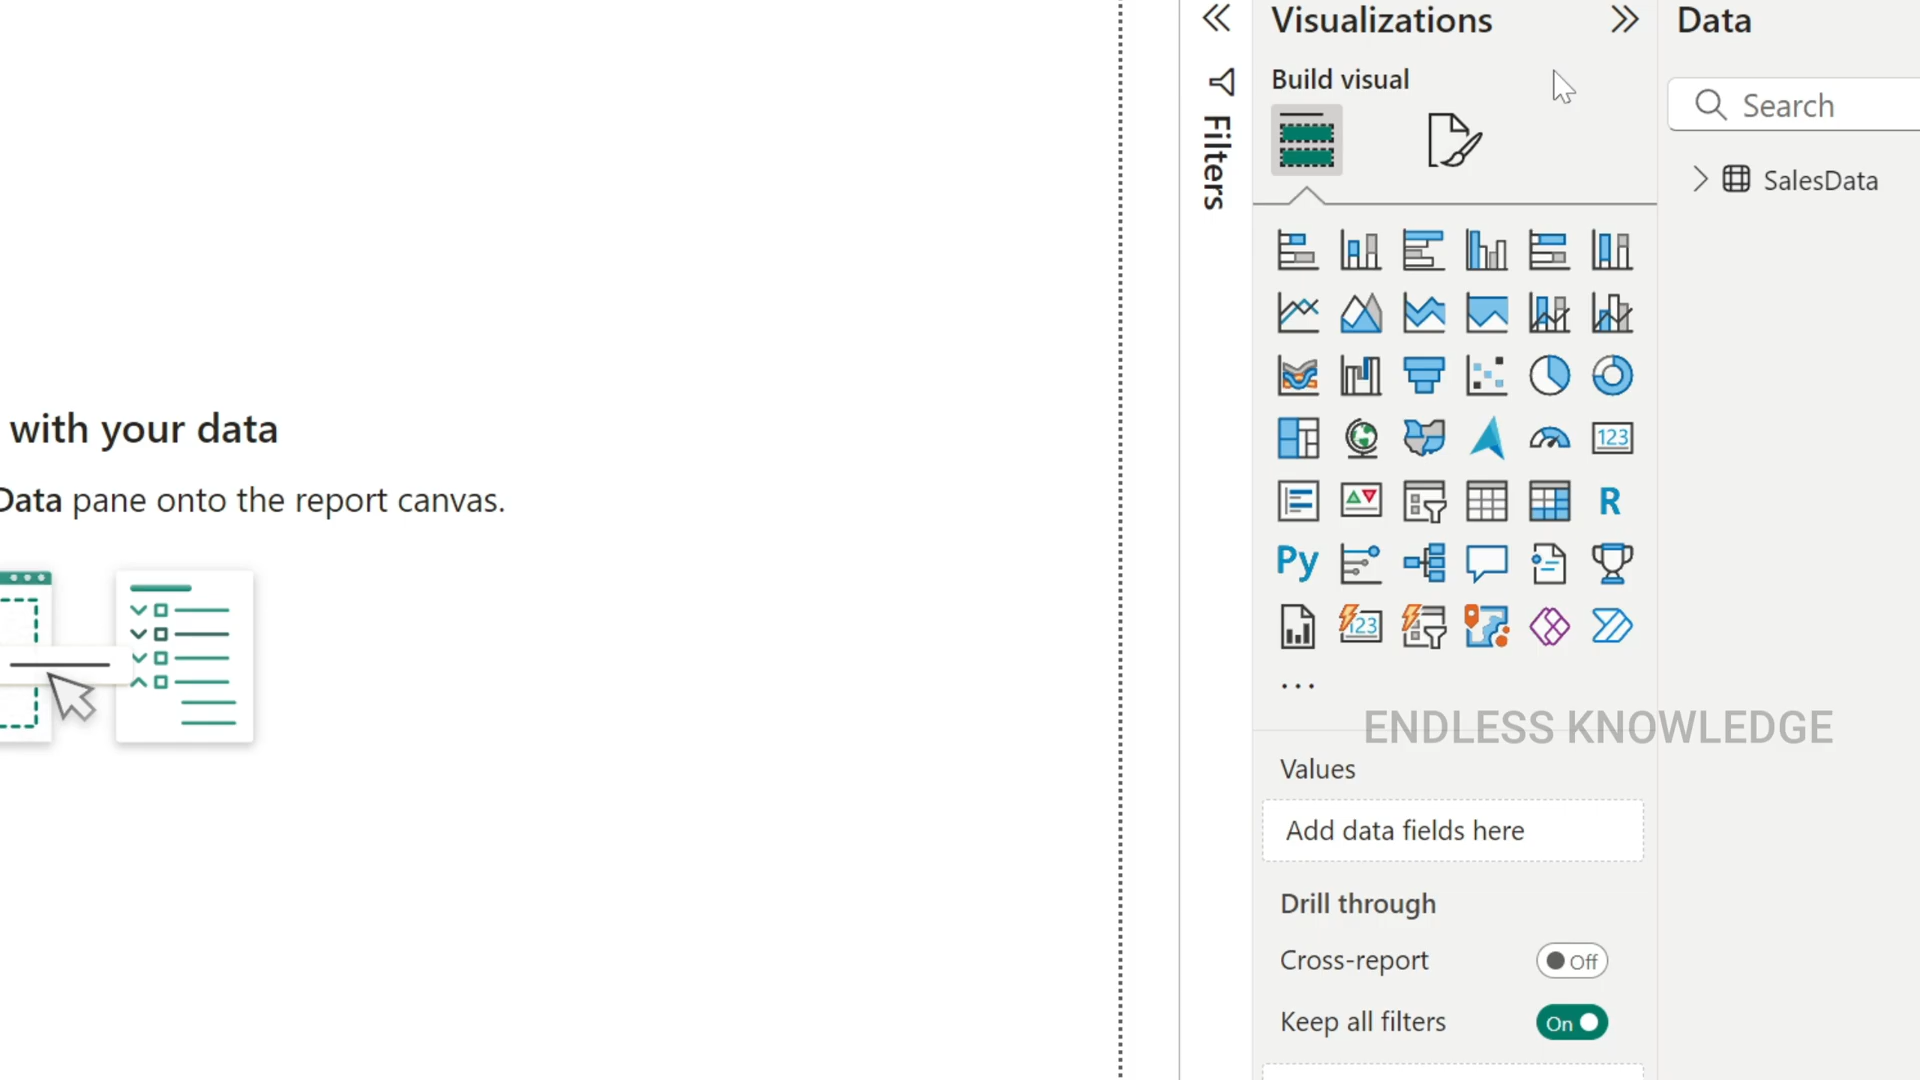 with your data
Data pane onto the report canvas.
Filters
Visualizations
Build visual
123
R
Py
123
...
ENDLESS KNOWLEDGE
Values
Add data fields here
Drill through
Cross-report
Off
Keep all filters
On
Data
Search
SalesData